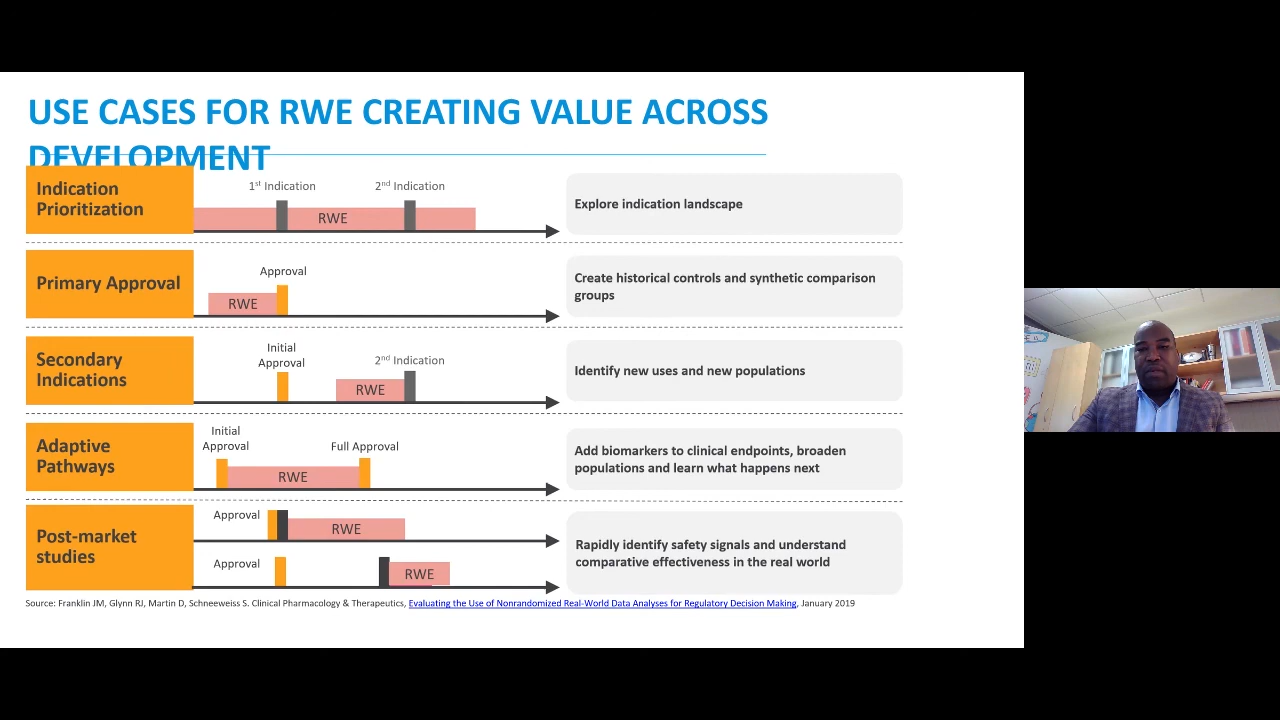 USE CASES FOR RWE CREATING VALUE ACROSS
DEVELOPMENT
Indication
Prioritization
1st Indication
2nd Indication
RWE
Explore indication landscape
Primary Approval
Approval
RWE
Create historical controls and synthetic comparison
groups
Secondary
Indications
Initial
Approval
2nd Indication
RWE
Identify new uses and new populations
Adaptive
Pathways
Initial
Approval
Full Approval
RWE
Add biomarkers to clinical endpoints, broaden
populations and learn what happens next
Post-market
studies
Approval
RWE
Approval
RWE
Rapidly identify safety signals and understand
comparative effectiveness in the real world
Source: Franklin JM, Glynn RJ, Martin D, Schneeweiss S. Clinical Pharmacology & Therapeutics, Evaluating the Use of Nonrandomized Real-World Data Analyses for Regulatory Decision Making, January 2019